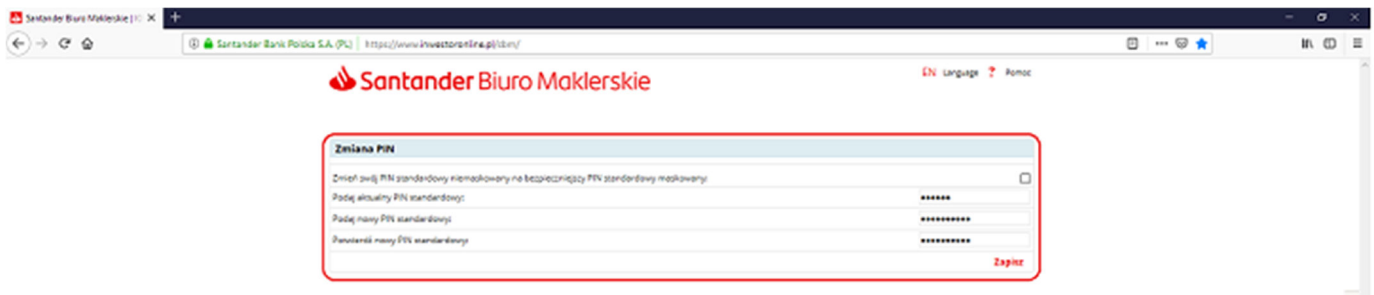 Santander Biuro Maklerskie |
Santander Bank Polska S.A. (PL) https://www.investoronline.pl/sbm/
Santander Biuro Maklerskie
EN Language ? Pomoc
Zmiana PIN
Zmień swój PIN standardowy niemaskowany na bezpieczniejszy PIN standardowy maskowany:
Podaj aktualny PIN standardowy:
Podaj nowy PIN standardowy:
Potwierdź nowy PIN standardowy:
Zapisz